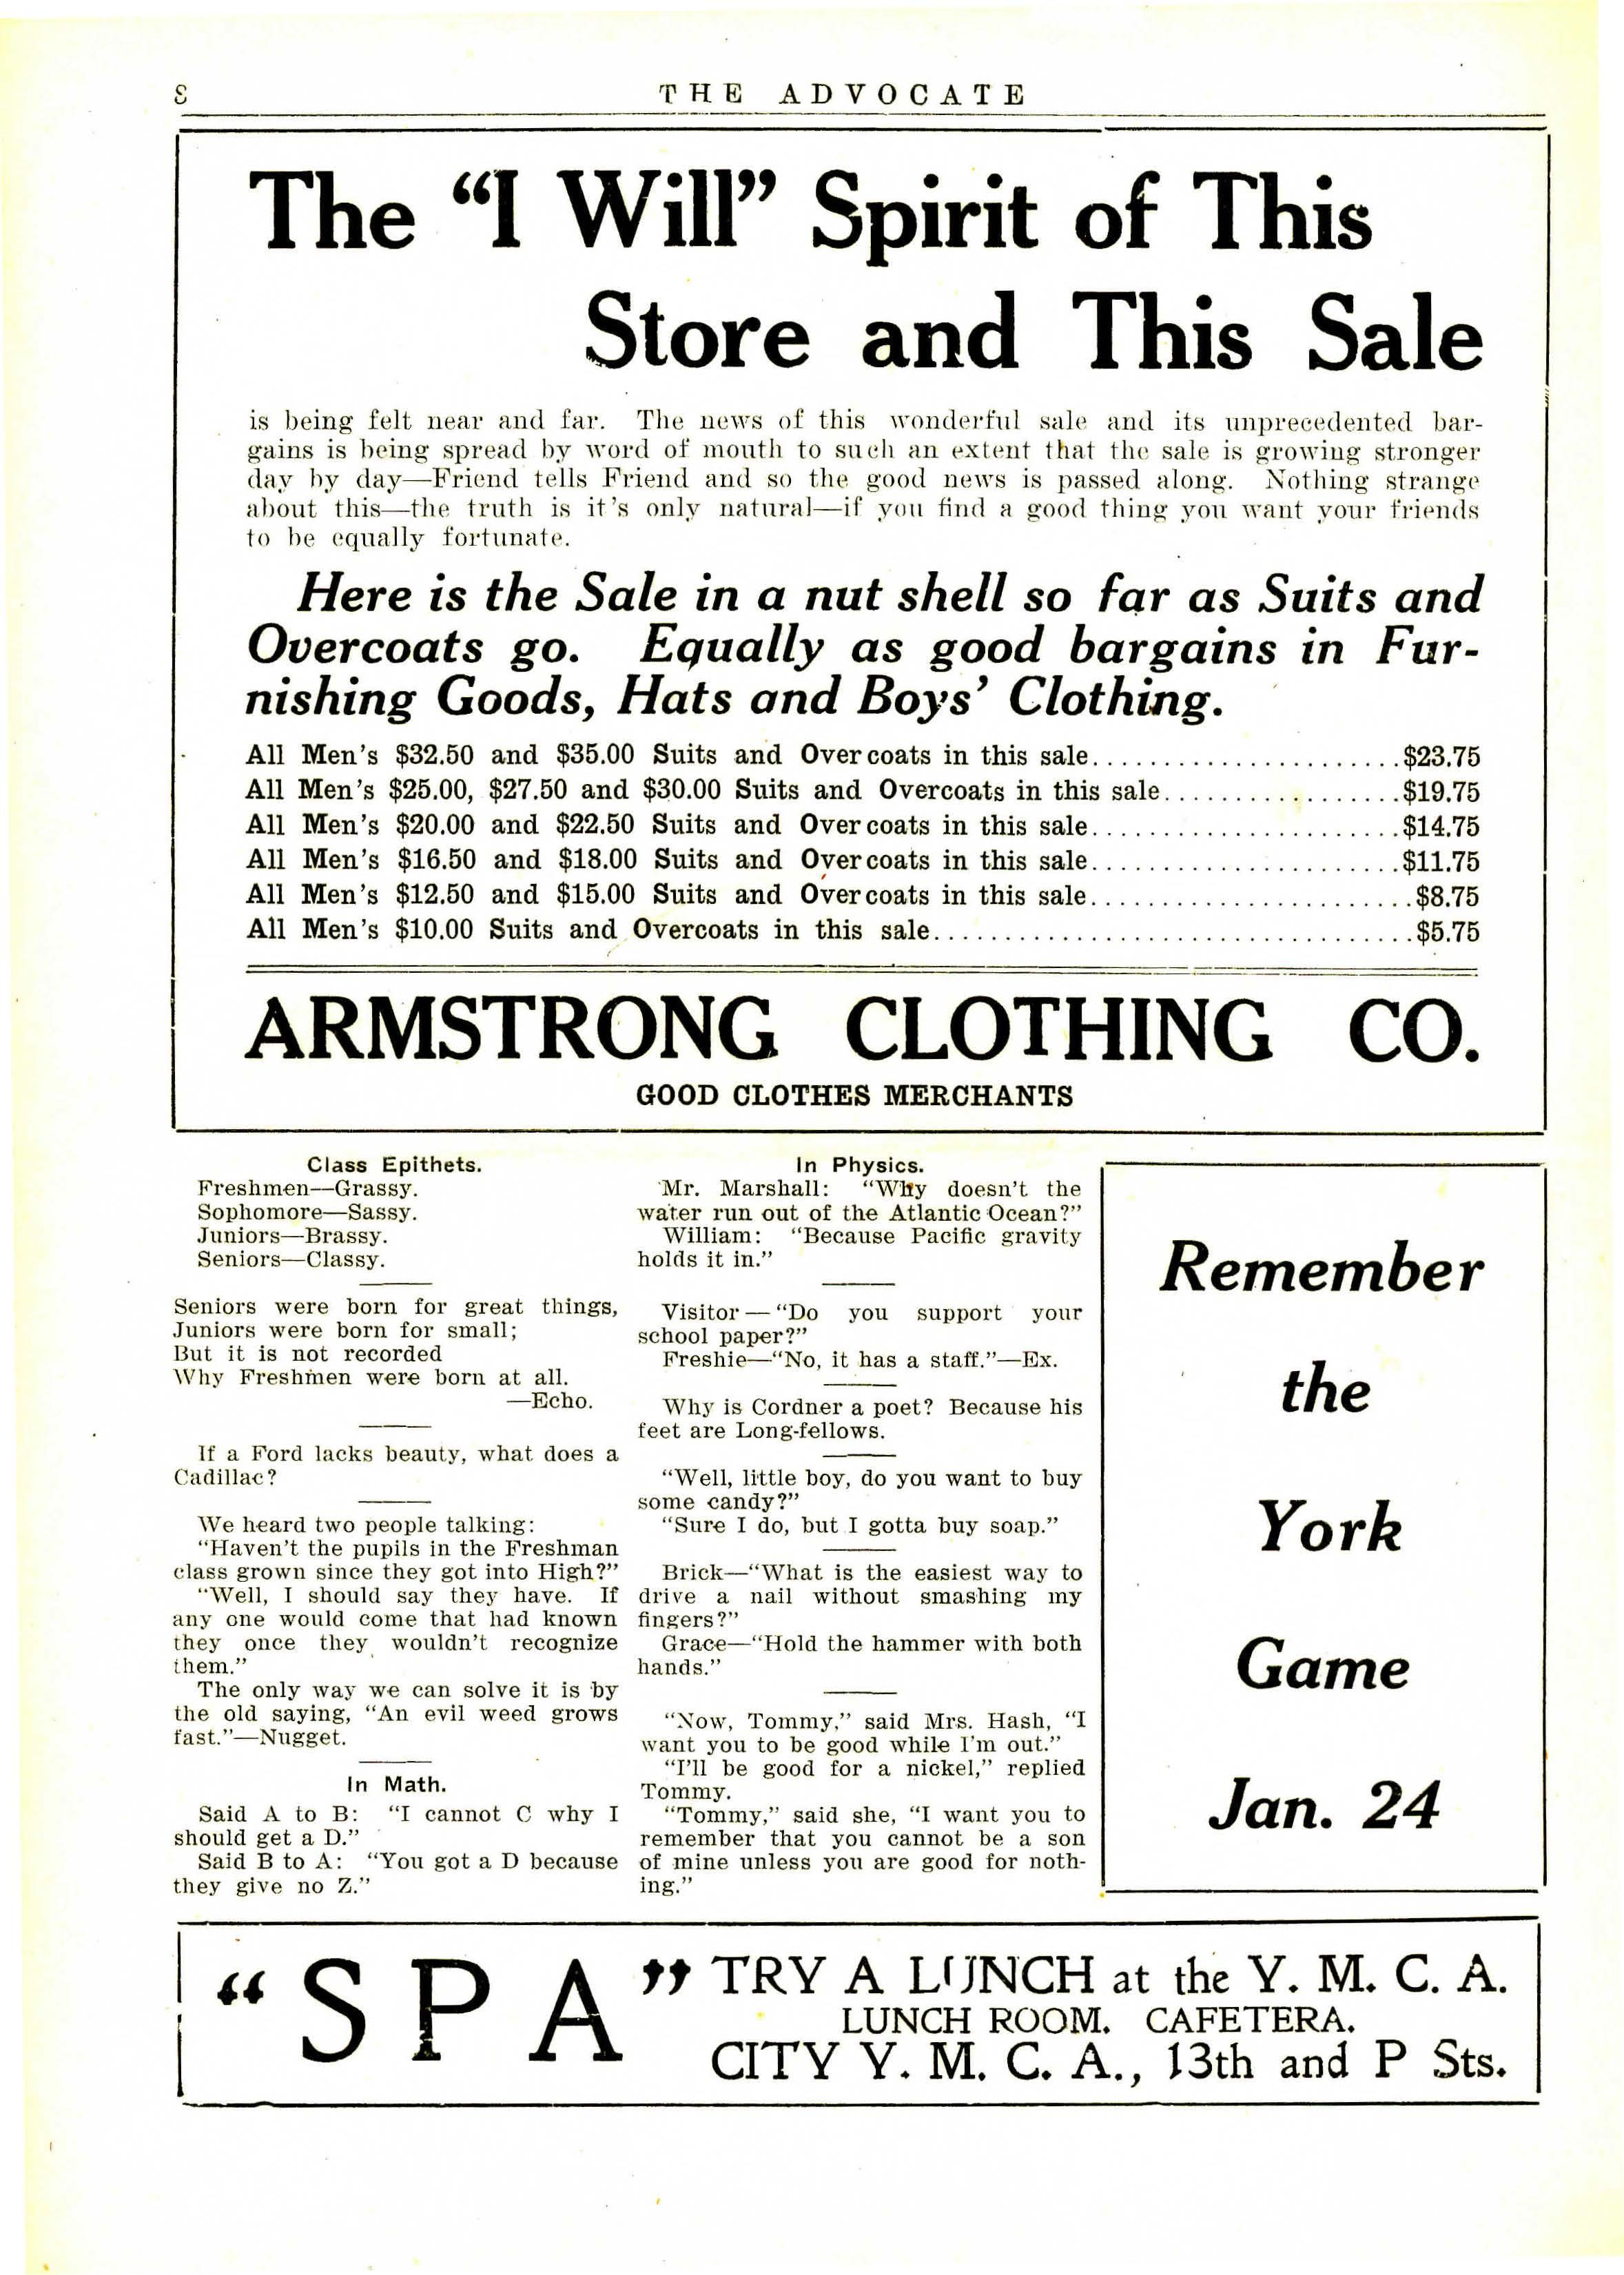 8
THE ADVOCATE
The “I Will” Spirit of This
Store and This Sale
is being felt near and far. The news of this wonderful sale and its unprecedented bar-
gains is being spread by word of mouth to such an extent that the sale is growing stronger
day by day—Friend tells Friend and so the good news is passed along. Nothing strange
about this—the truth is it's only natural—if you find a good thing you want your friends
to be equally fortunate.
Here is the Sale in a nut shell so far as Suits and
Overcoats go. Equally as good bargains in Fur-
nishing Goods, Hats and Boys' Clothing.
All Men's $32.50 and $35.00 Suits and Overcoats in this sale......................$23.75
All Men's $25.00, $27.50 and $30.00 Suits and Overcoats in this sale.................$19.75
All Men's $20.00 and $22.50 Suits and Overcoats in this sale......................$14.75
All Men's $16.50 and $18.00 Suits and Overcoats in this sale......................$11.75
All Men's $12.50 and $15.00 Suits and Overcoats in this sale.......................$8.75
All Men's $10.00 Suits and Overcoats in this sale..................................$5.75
ARMSTRONG CLOTHING CO.
GOOD CLOTHES MERCHANTS
Class Epithets.
Freshmen—Grassy.
Sophomore—Sassy.
Juniors—Brassy.
Seniors—Classy.
Seniors were born for great things,
Juniors were born for small;
But it is not recorded
Why Freshmen were born at all.
—Echo.
If a Ford lacks beauty, what does a
Cadillac?
We heard two people talking:
“Haven't the pupils in the Freshman
class grown since they got into High?”
“Well, I should say they have. If
any one would come that had known
they once they wouldn't recognize
them.”
The only way we can solve it is by
the old saying, “An evil weed grows
fast.”—Nugget.
In Math.
Said A to B: “I cannot C why I
should get a D.”
Said B to A: “You got a D because
they give no Z.”
In Physics.
Mr. Marshall: “Why doesn't the
water run out of the Atlantic Ocean?”
William: “Because Pacific gravity
holds it in.”
Visitor—“Do you support your
school paper?”
Freshie—“No, it has a staff.”—Ex.
Why is Cordner a poet? Because his
feet are Long-fellows.
“Well, little boy, do you want to buy
some candy?”
“Sure I do, but I gotta buy soap.”
Brick—“What is the easiest way to
drive a nail without smashing my
fingers?”
Grace—“Hold the hammer with both
hands.”
“Now, Tommy,” said Mrs. Hash, “I
want you to be good while I'm out.”
“I'll be good for a nickel,” replied
Tommy.
“Tommy,” said she, “I want you to
remember that you cannot be a son
of mine unless you are good for noth-
ing.”
Remember
the
York
Game
Jan. 24
“SPA”
TRY A LUNCH at the Y. M. C. A.
LUNCH ROOM. CAFETERA.
CITY Y. M. C. A., 13th and P Sts.